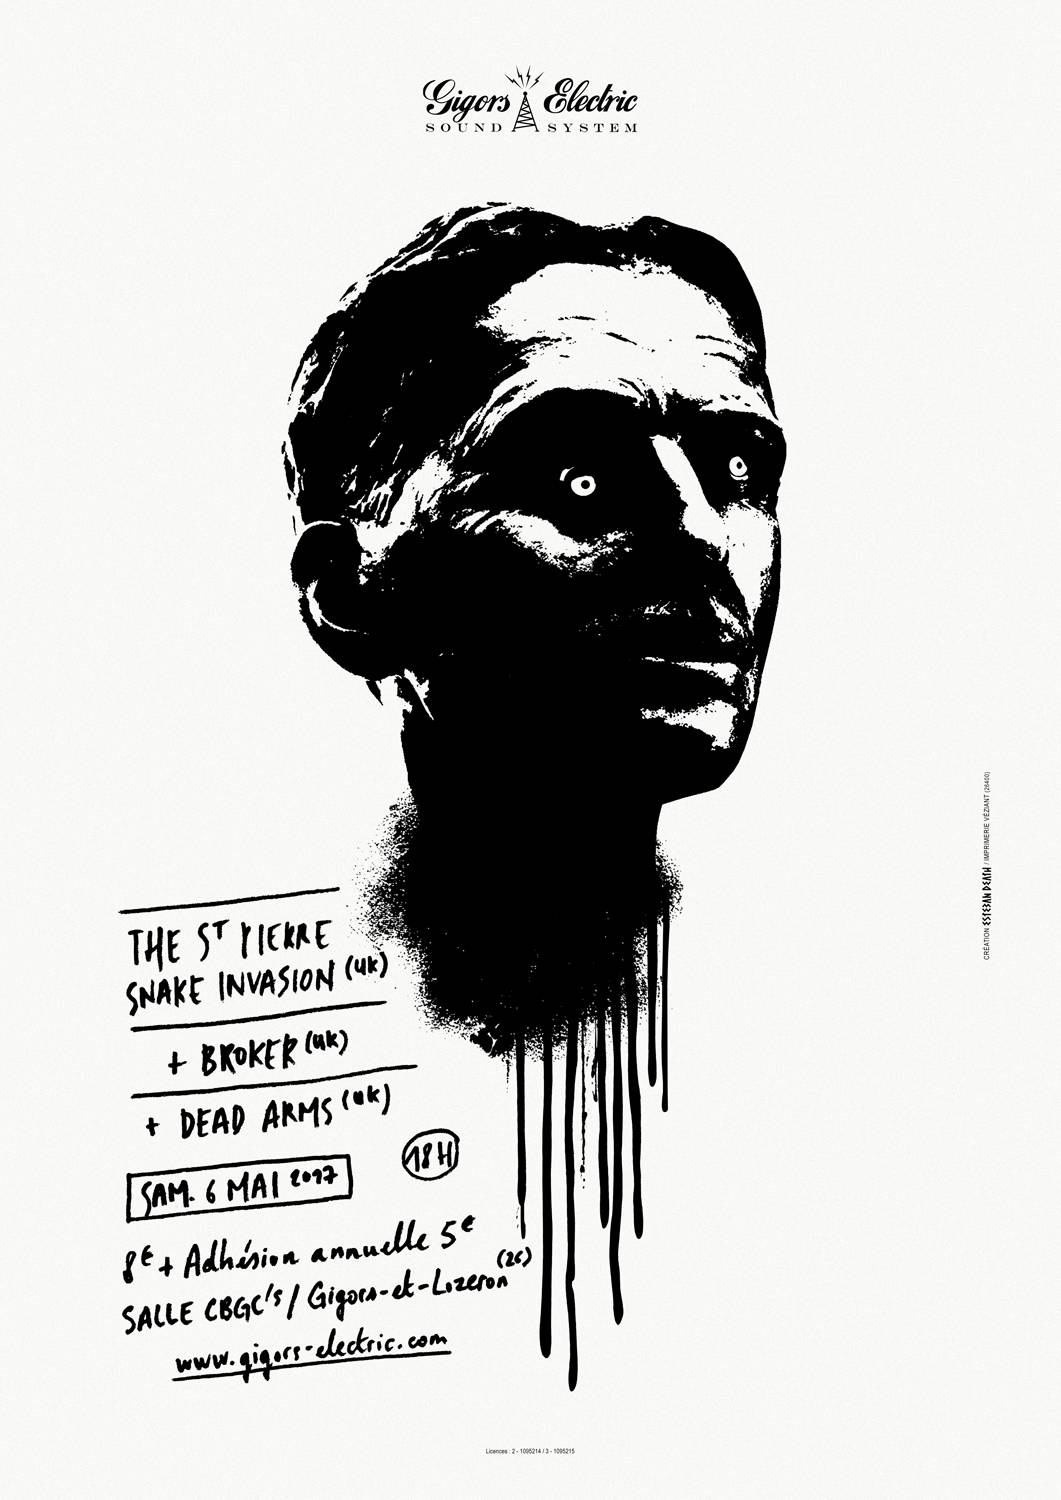 Gigors Electric
SOUND SYSTEM
THE ST PIERRE
SNAKE INVASION (UK)
+ BROKER (UK)
+ DEAD ARMS (UK)
18H
SAM. 6 MAI 2017
8€ + Adhésion annuelle 5€
SALLE CBGC's / Gigors-et-Lozeron (26)
www.gigors-electric.com
CRÉATION ESTEBAN DEATH / IMPRIMERIE VÉZIANT (26400)
Licences : 2 - 1095214 / 3 - 1095215